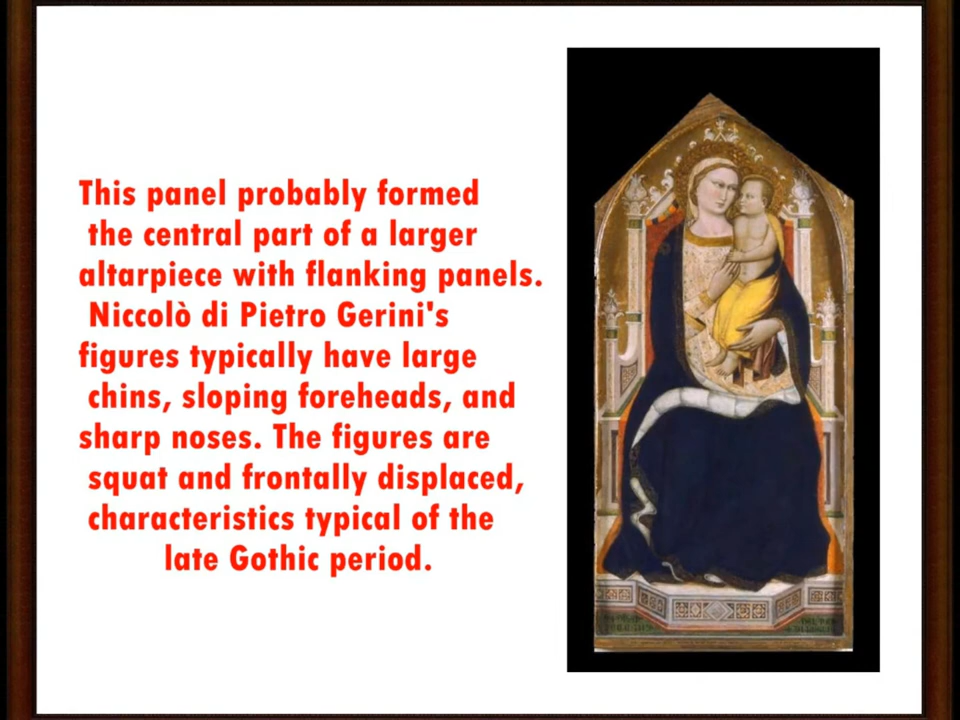 This panel probably formed
the central part of a larger
altarpiece with flanking panels.
Niccolò di Pietro Gerini's
figures typically have large
chins, sloping foreheads, and
sharp noses. The figures are
squat and frontally displaced,
characteristics typical of the
late Gothic period.